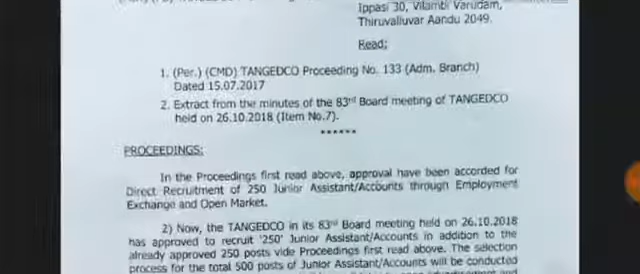 Ippasi 30, Vilambi Varudam,
Thiruvalluvar Aandu 2049.
Read:
1. (Per.) (CMD) TANGEDCO Proceeding No. 133 (Adm. Branch)
Dated 15.07.2017
2. Extract from the minutes of the 83rd Board meeting of TANGEDCO
held on 26.10.2018 (Item No.7).
******
PROCEEDINGS:
In the Proceedings first read above, approval have been accorded for
Direct Recruitment of 250 Junior Assistant/Accounts through Employment
Exchange and Open Market.
2) Now, the TANGEDCO in its 83rd Board meeting held on 26.10.2018
has approved to recruit '250' Junior Assistant/Accounts in addition to the
already approved 250 posts vide Proceedings first read above. The selection
process for the total 500 posts of Junior Assistant/Accounts will be conducted